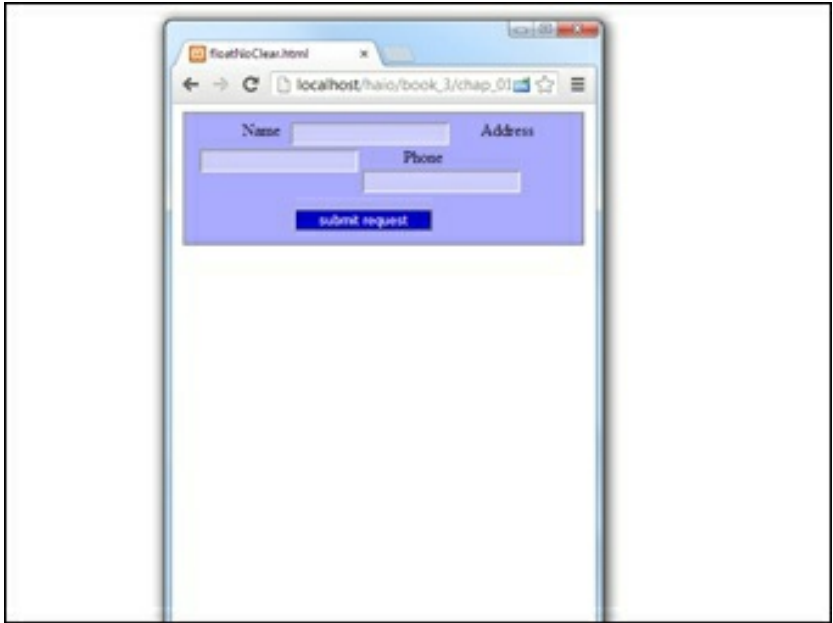 floatNoClear.html
localhost/haio/book_3/chap_01
Name Address
Phone
submit request